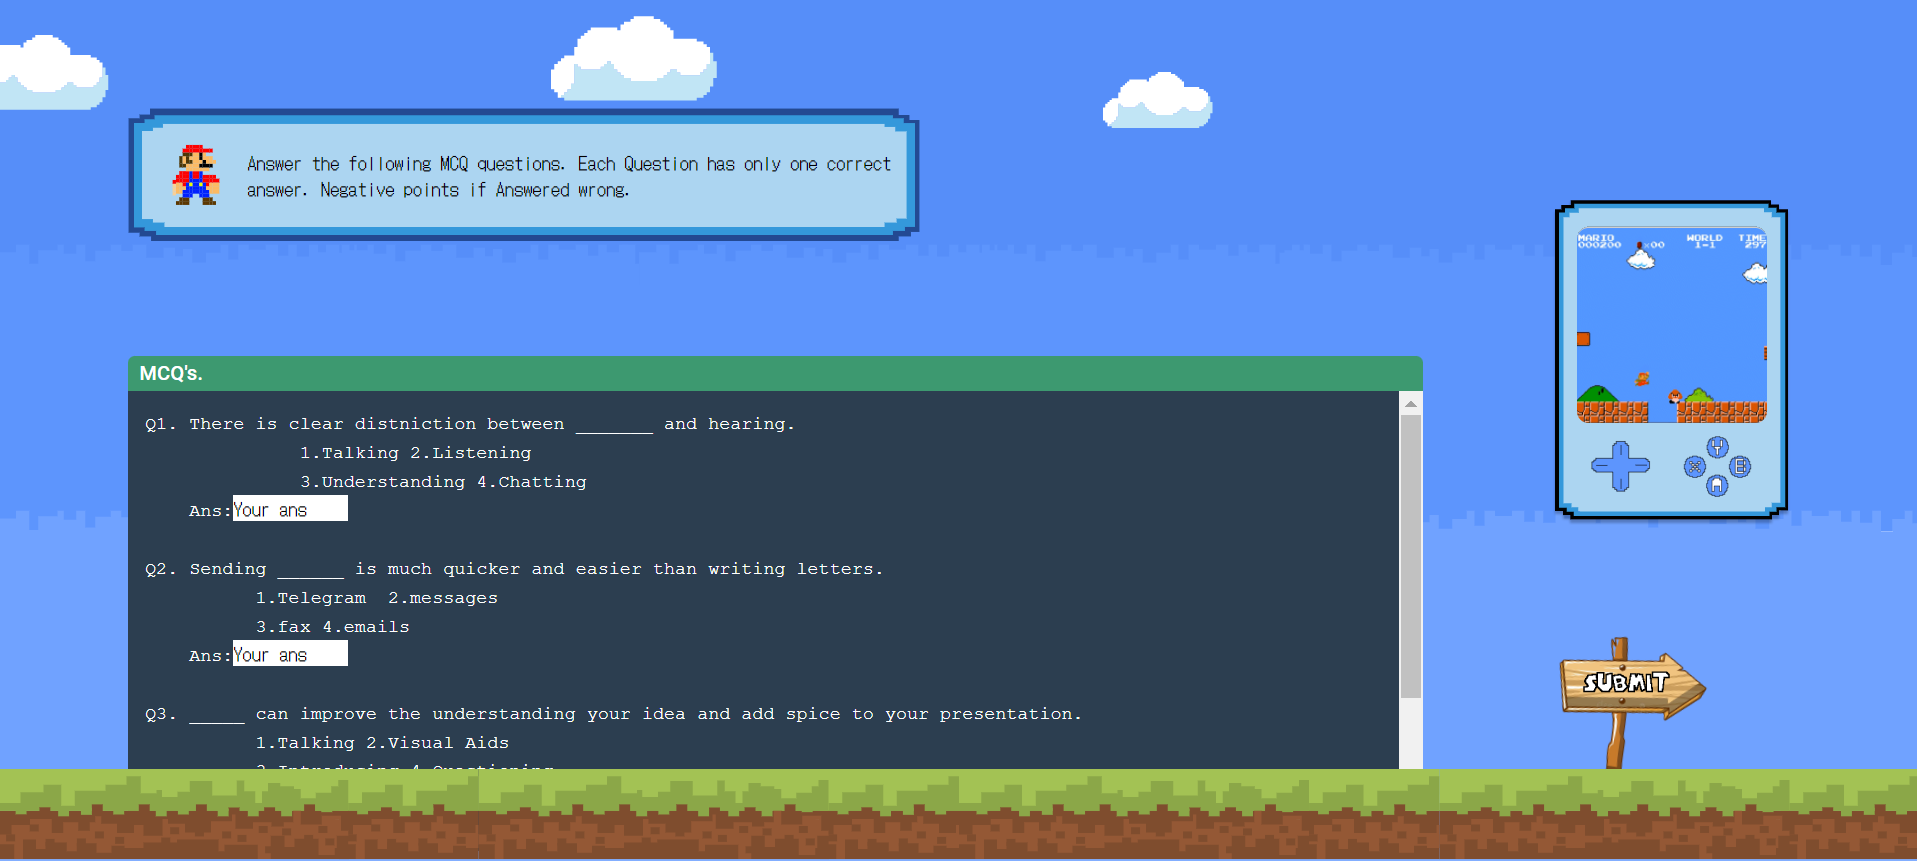 Answer the following MCQ questions. Each Question has only one correct
answer. Negative points if Answered wrong.
MARIO WORLD TIME
000200 ×00 1-1 297
MCQ's.
Q1. There is clear distniction between _______ and hearing.
1.Talking 2.Listening
3.Understanding 4.Chatting
Ans:Your ans
Q2. Sending ______ is much quicker and easier than writing letters.
1.Telegram 2.messages
3.fax 4.emails
Ans:Your ans
Q3. _____ can improve the understanding your idea and add spice to your presentation.
1.Talking 2.Visual Aids
3.Introducing 4.Questioning
Y
X B
A
SUBMIT